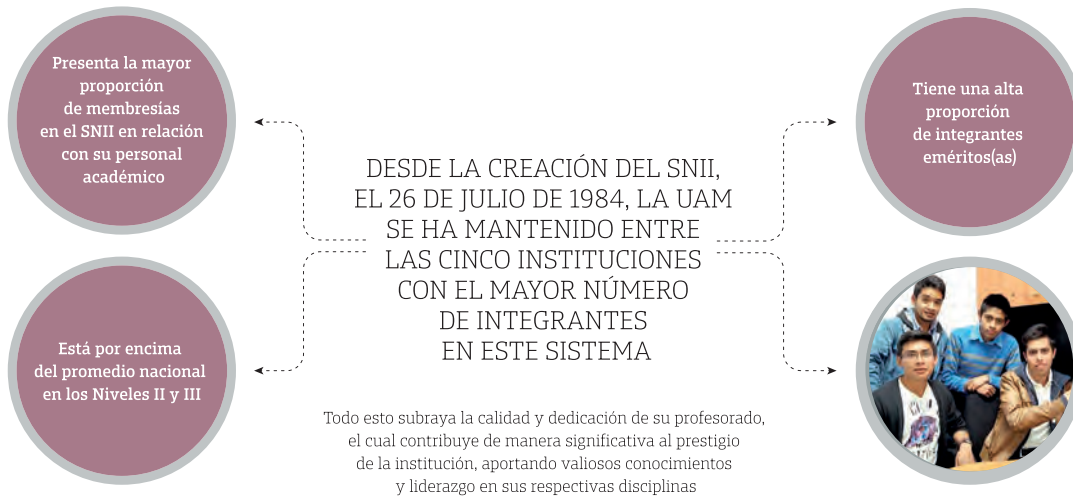 Presenta la mayor
proporción
de membresías
en el SNII en relación
con su personal
académico
Está por encima
del promedio nacional
en los Niveles II y III
DESDE LA CREACIÓN DEL SNII,
EL 26 DE JULIO DE 1984, LA UAM
SE HA MANTENIDO ENTRE
LAS CINCO INSTITUCIONES
CON EL MAYOR NÚMERO
DE INTEGRANTES
EN ESTE SISTEMA
Todo esto subraya la calidad y dedicación de su profesorado,
el cual contribuye de manera significativa al prestigio
de la institución, aportando valiosos conocimientos
y liderazgo en sus respectivas disciplinas
Tiene una alta
proporción
de integrantes
eméritos(as)